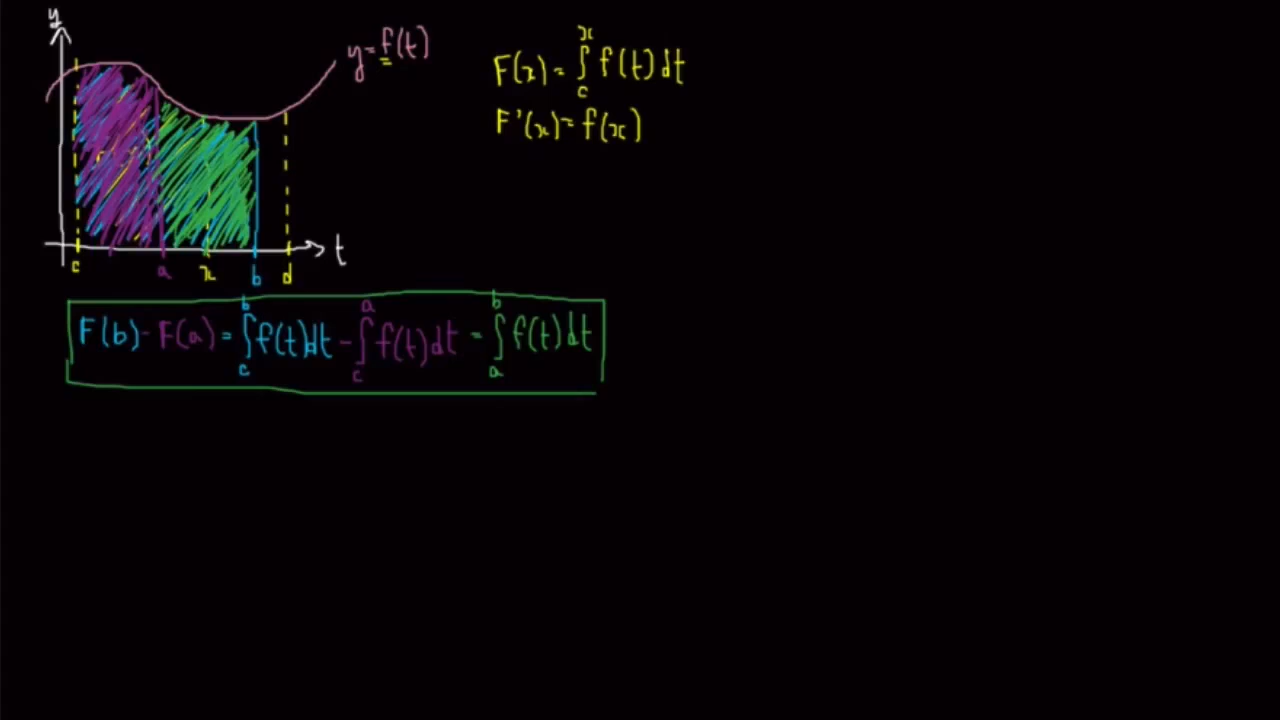 y
y=f(t)
F(x)=∫_c^x f(t)dt
F'(x)=f(x)
t
c a x b d
F(b)-F(a)=∫_c^b f(t)dt-∫_c^a f(t)dt=∫_a^b f(t)dt